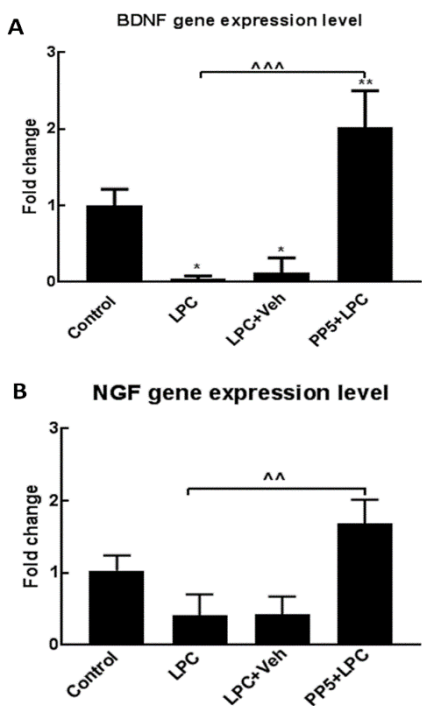 A
BDNF gene expression level
^^^
**
3
2
1
0
Fold change
*
*
Control
LPC
LPC+Veh
PP5+LPC
B
NGF gene expression level
^^
3
2
1
0
Fold change
Control
LPC
LPC+Veh
PP5+LPC